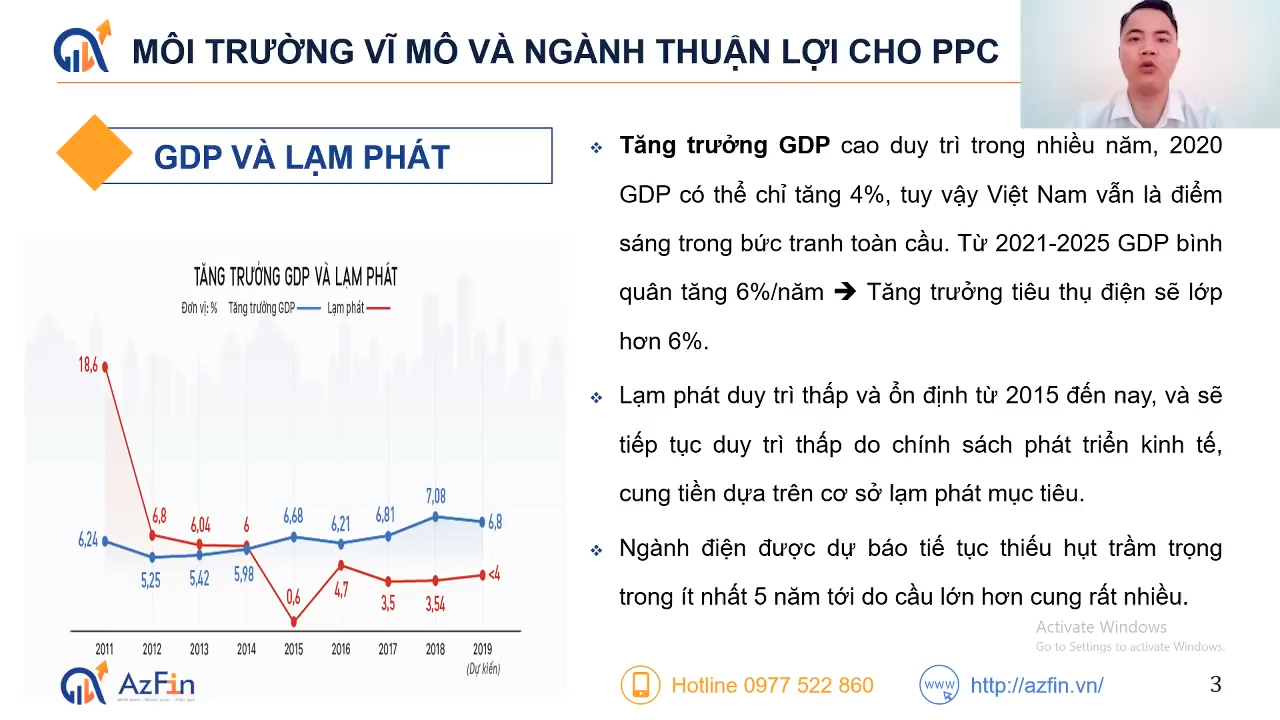 MÔI TRƯỜNG VĨ MÔ VÀ NGÀNH THUẬN LỢI CHO PPC
GDP VÀ LẠM PHÁT
TĂNG TRƯỞNG GDP VÀ LẠM PHÁT
Đơn vị: % Tăng trưởng GDP Lạm phát
18,6
6,8
6,04
6
0,6
4,7
3,5
3,54
<4
6,24
5,25
5,42
5,98
6,68
6,21
6,81
7,08
6,8
2011 2012 2013 2014 2015 2016 2017 2018 2019
(Dự kiến)
AzFin
Tăng trưởng GDP cao duy trì trong nhiều năm, 2020
GDP có thể chỉ tăng 4%, tuy vậy Việt Nam vẫn là điểm
sáng trong bức tranh toàn cầu. Từ 2021-2025 GDP bình
quân tăng 6%/năm ➔ Tăng trưởng tiêu thụ điện sẽ lớp
hơn 6%.
Lạm phát duy trì thấp và ổn định từ 2015 đến nay, và sẽ
tiếp tục duy trì thấp do chính sách phát triển kinh tế,
cung tiền dựa trên cơ sở lạm phát mục tiêu.
Ngành điện được dự báo tiế tục thiếu hụt trầm trọng
trong ít nhất 5 năm tới do cầu lớn hơn cung rất nhiều.
Activate Windows
Go to Settings to activate Windows.
Hotline 0977 522 860
www
http://azfin.vn/
3